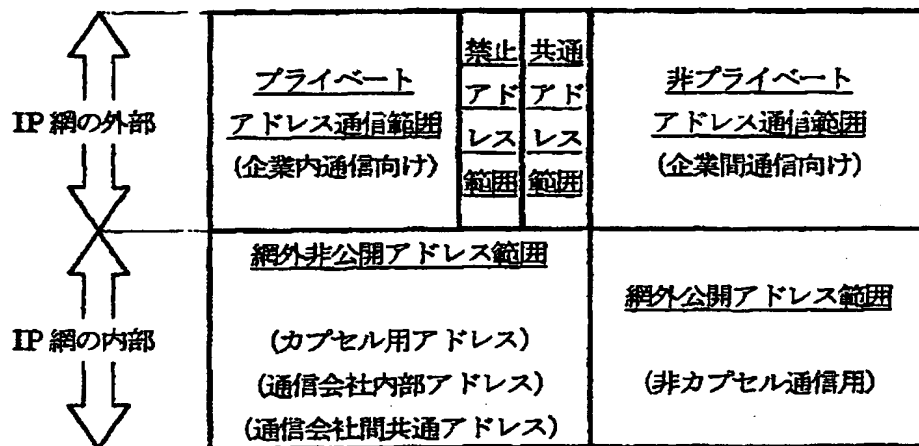 IP 網の外部
プライベート
アドレス通信範囲
(企業内通信向け)
禁止
アド
レス
範囲
共通
アド
レス
範囲
非プライベート
アドレス通信範囲
(企業間通信向け)
IP 網の内部
網外非公開アドレス範囲
(カプセル用アドレス)
(通信会社内部アドレス)
(通信会社間共通アドレス)
網外公開アドレス範囲
(非カプセル通信用)